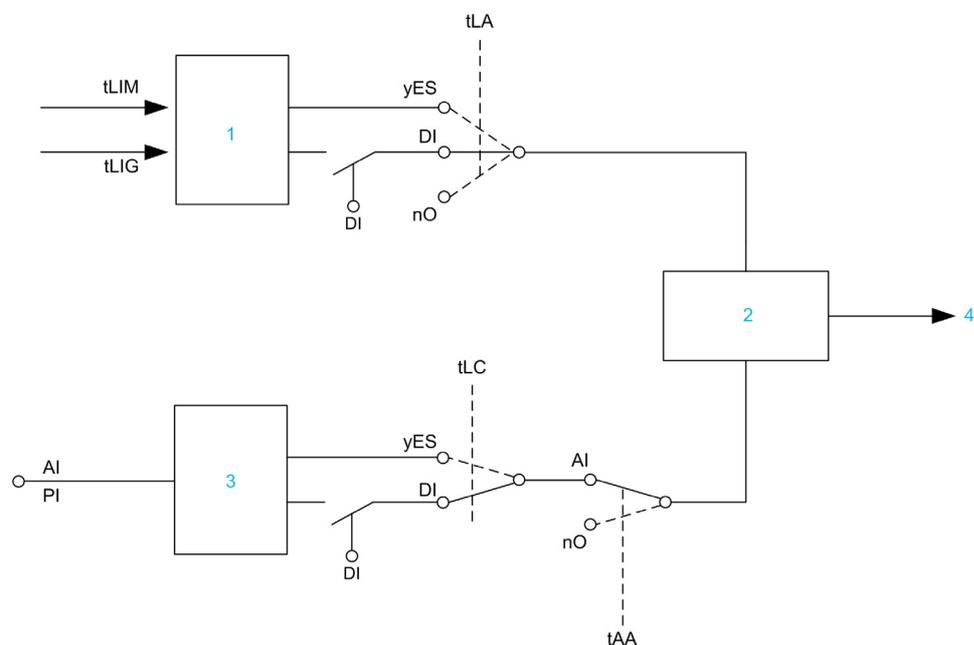 tLA
tLIM
yES
1
DI
tLIG
nO
DI
2
4
tLC
yES
AI
AI
3
DI
PI
nO
DI
tAA